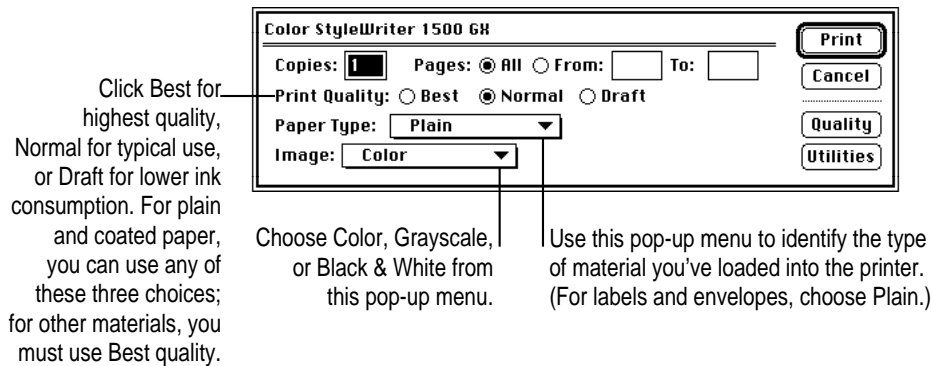 Color StyleWriter 1500 GX
Print
Copies: 1 Pages: All From: To:
Cancel
Print Quality: Best Normal Draft
Paper Type: Plain
Quality
Image: Color
Utilities
Click Best for
highest quality,
Normal for typical use,
or Draft for lower ink
consumption. For plain
and coated paper,
you can use any of
these three choices;
for other materials, you
must use Best quality.
Choose Color, Grayscale,
or Black & White from
this pop-up menu.
Use this pop-up menu to identify the type
of material you’ve loaded into the printer.
(For labels and envelopes, choose Plain.)